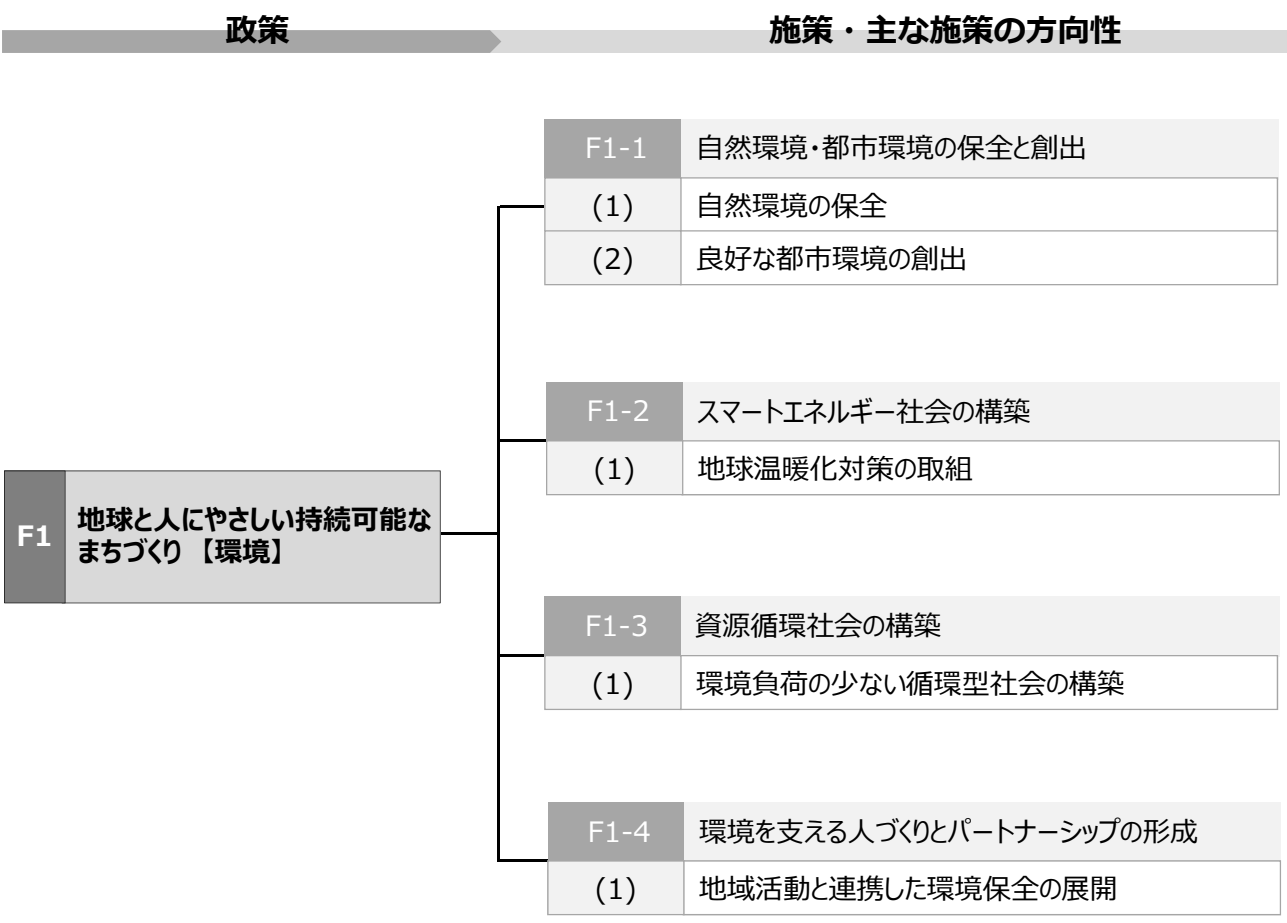 政策
施策・主な施策の方向性
F1-1 自然環境・都市環境の保全と創出
(1) 自然環境の保全
(2) 良好な都市環境の創出
F1-2 スマートエネルギー社会の構築
(1) 地球温暖化対策の取組
F1 地球と人にやさしい持続可能な
まちづくり 【環境】
F1-3 資源循環社会の構築
(1) 環境負荷の少ない循環型社会の構築
F1-4 環境を支える人づくりとパートナーシップの形成
(1) 地域活動と連携した環境保全の展開